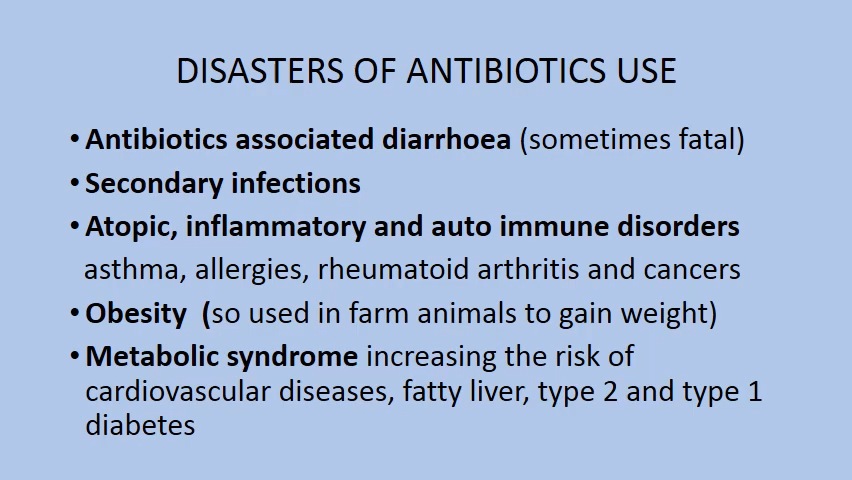 DISASTERS OF ANTIBIOTICS USE
• Antibiotics associated diarrhoea (sometimes fatal)
• Secondary infections
• Atopic, inflammatory and auto immune disorders
asthma, allergies, rheumatoid arthritis and cancers
• Obesity (so used in farm animals to gain weight)
• Metabolic syndrome increasing the risk of
cardiovascular diseases, fatty liver, type 2 and type 1
diabetes